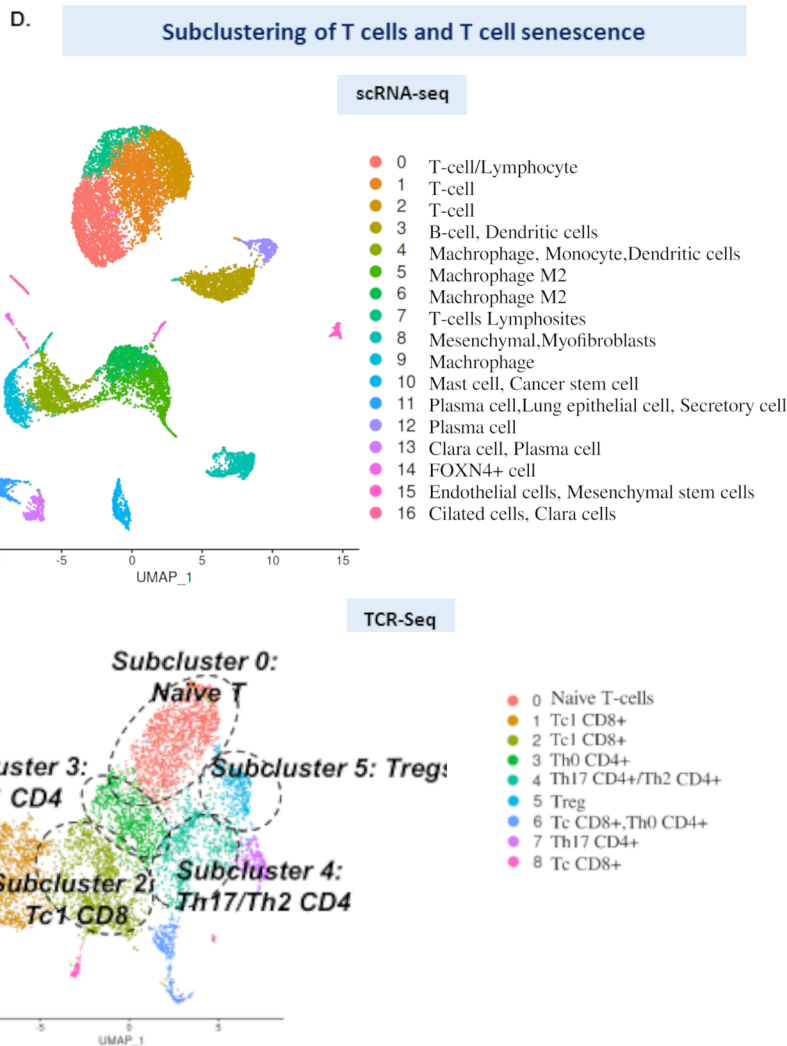 D.
Subclustering of T cells and T cell senescence
scRNA-seq
0 T-cell/Lymphocyte
1 T-cell
2 T-cell
3 B-cell, Dendritic cells
4 Machrophage, Monocyte,Dendritic cells
5 Machrophage M2
6 Machrophage M2
7 T-cells Lymphosites
8 Mesenchymal,Myofibroblasts
9 Machrophage
10 Mast cell, Cancer stem cell
11 Plasma cell,Lung epithelial cell, Secretory cell
12 Plasma cell
13 Clara cell, Plasma cell
14 FOXN4+ cell
15 Endothelial cells, Mesenchymal stem cells
16 Cilated cells, Clara cells
-5 0 5 10 15
UMAP_1
TCR-Seq
Subcluster 0:
Naïve T
uster 3:
CD4
Subcluster 5: Tregs
Subcluster 2:
Tc1 CD8
Subcluster 4:
Th17/Th2 CD4
0 Naive T-cells
1 Tc1 CD8+
2 Tc1 CD8+
3 Th0 CD4+
4 Th17 CD4+/Th2 CD4+
5 Treg
6 Tc CD8+,Th0 CD4+
7 Th17 CD4+
8 Tc CD8+
-5 0 5
UMAP_1